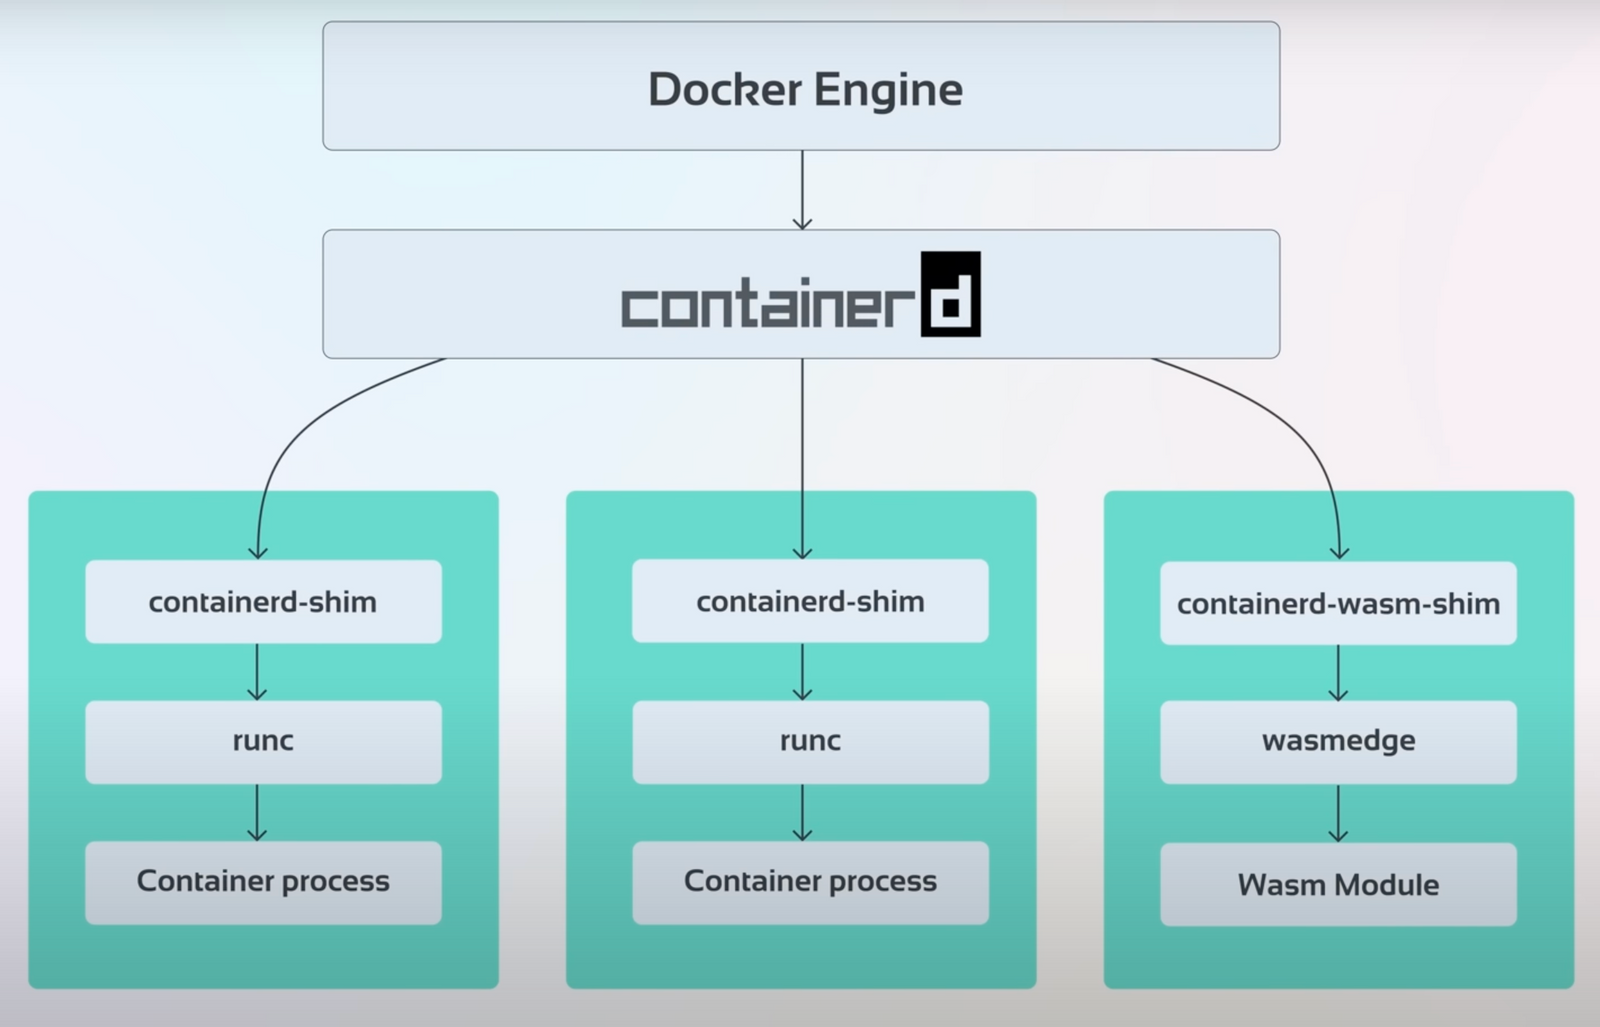 Docker Engine
containerd
containerd-shim
containerd-shim
containerd-wasm-shim
runc
runc
wasmedge
Container process
Container process
Wasm Module